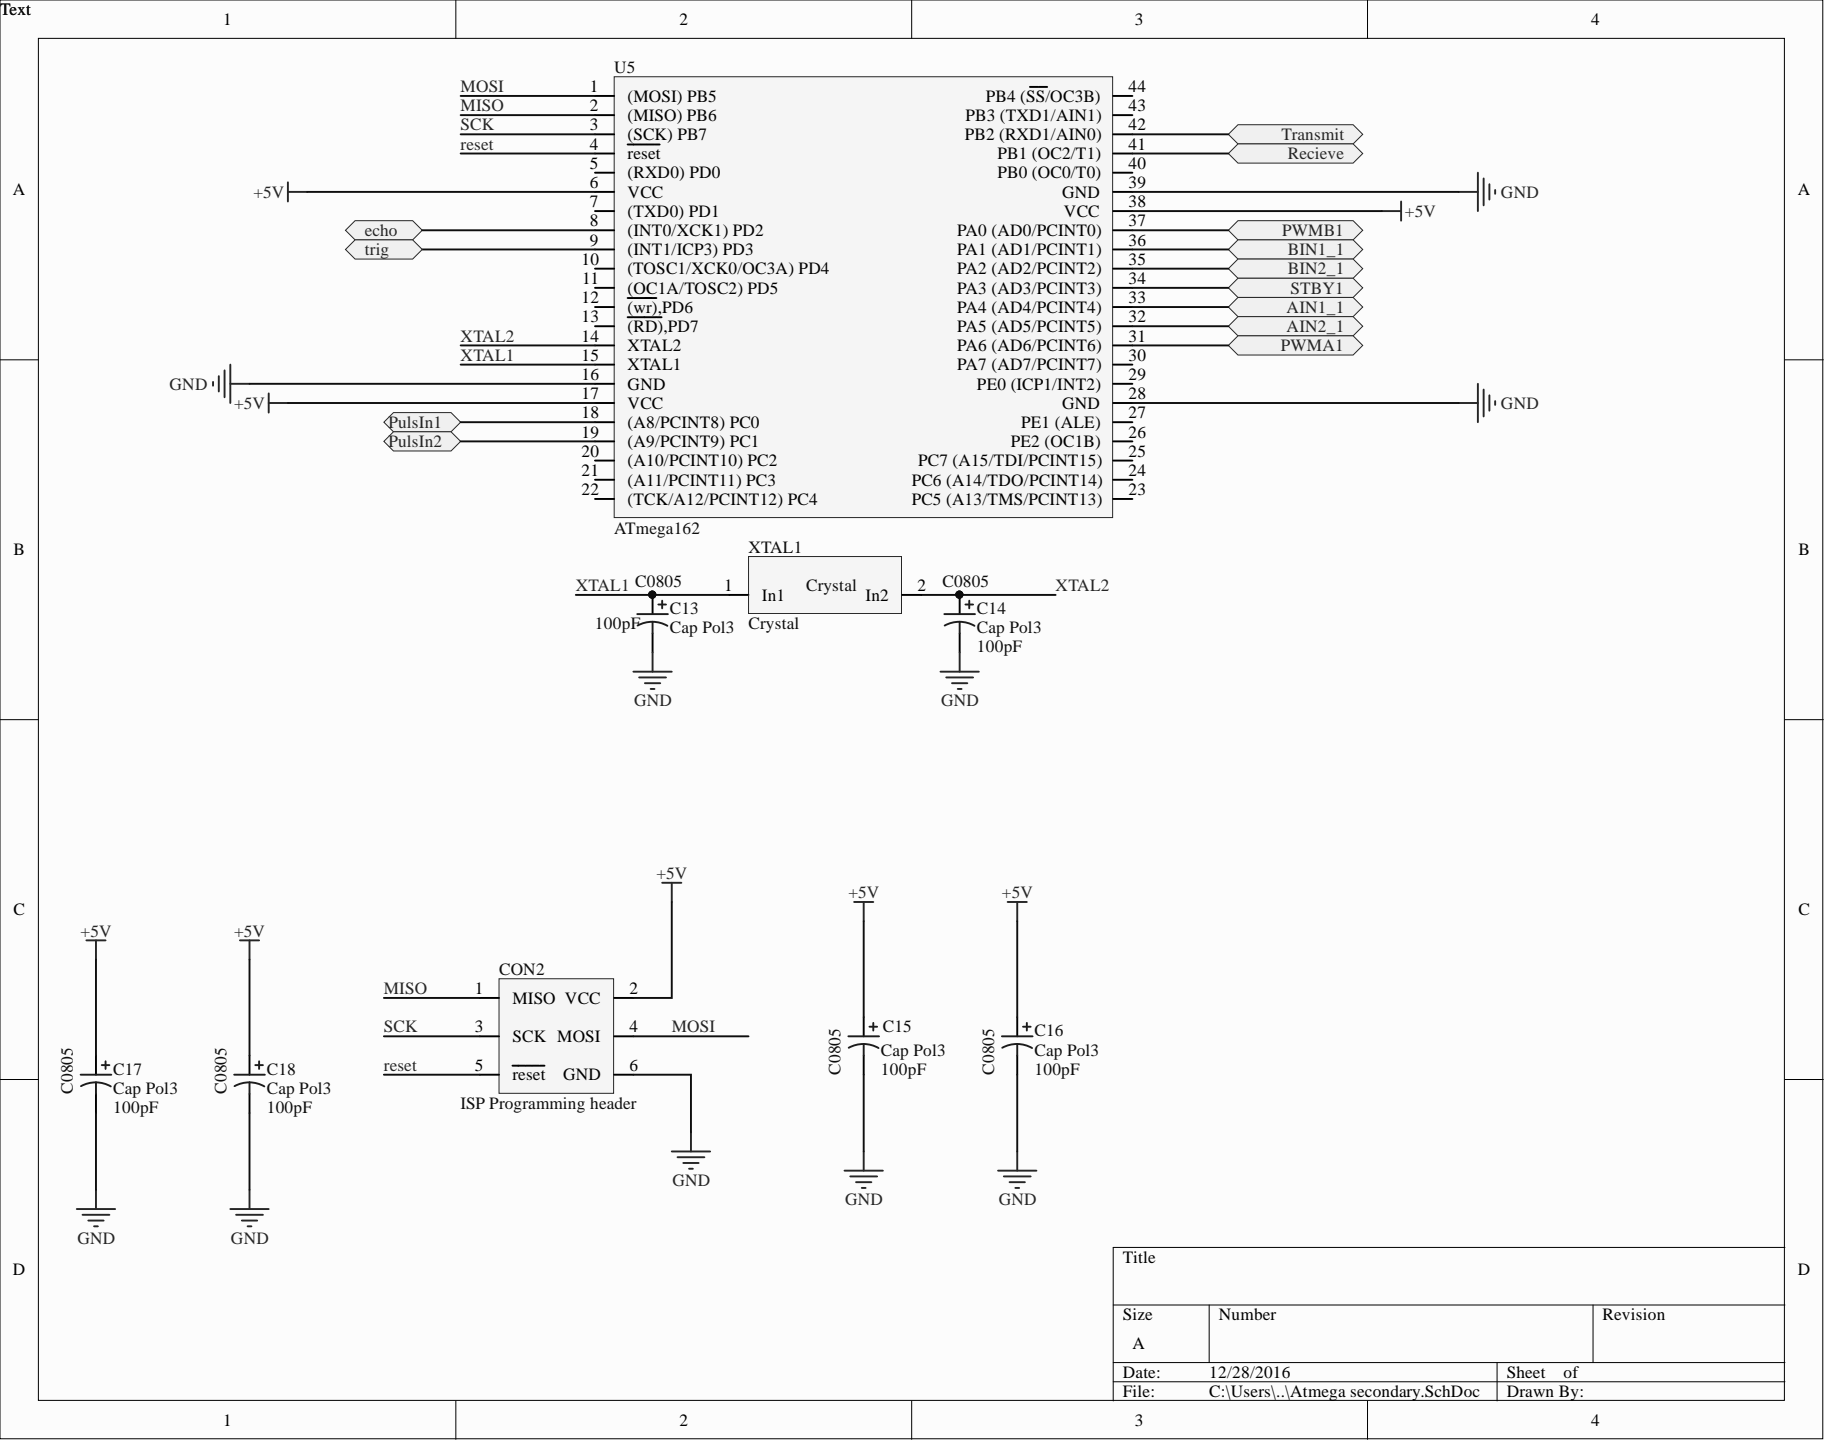 Text
1 2 3 4
U5
MOSI 1 (MOSI) PB5 PB4 (SS/OC3B) 44
MISO 2 (MISO) PB6 PB3 (TXD1/AIN1) 43
SCK 3 (SCK) PB7 PB2 (RXD1/AIN0) 42 Transmit
reset 4 reset PB1 (OC2/T1) 41 Recieve
5 (RXD0) PD0 PB0 (OC0/T0) 40
A +5V 6 VCC GND 39 GND A
7 (TXD0) PD1 VCC 38 +5V
echo 8 (INT0/XCK1) PD2 PA0 (AD0/PCINT0) 37 PWMB1
trig 9 (INT1/ICP3) PD3 PA1 (AD1/PCINT1) 36 BIN1_1
10 (TOSC1/XCK0/OC3A) PD4 PA2 (AD2/PCINT2) 35 BIN2_1
11 (OC1A/TOSC2) PD5 PA3 (AD3/PCINT3) 34 STBY1
12 (wr),PD6 PA4 (AD4/PCINT4) 33 AIN1_1
13 (RD),PD7 PA5 (AD5/PCINT5) 32 AIN2_1
XTAL2 14 XTAL2 PA6 (AD6/PCINT6) 31 PWMA1
XTAL1 15 XTAL1 PA7 (AD7/PCINT7) 30
GND 16 GND PE0 (ICP1/INT2) 29
+5V 17 VCC GND 28 GND
PulsIn1 18 (A8/PCINT8) PC0 PE1 (ALE) 27
PulsIn2 19 (A9/PCINT9) PC1 PE2 (OC1B) 26
20 (A10/PCINT10) PC2 PC7 (A15/TDI/PCINT15) 25
21 (A11/PCINT11) PC3 PC6 (A14/TDO/PCINT14) 24
22 (TCK/A12/PCINT12) PC4 PC5 (A13/TMS/PCINT13) 23
ATmega162
B XTAL1 B
XTAL1 C0805 1 In1 Crystal In2 2 C0805 XTAL2
C13 C14
100pF Cap Pol3 Crystal Cap Pol3
100pF
GND GND
+5V
+5V +5V
C C
+5V +5V
CON2
MISO 1 MISO VCC 2
SCK 3 SCK MOSI 4 MOSI
reset 5 reset GND 6
ISP Programming header
C0805 C17
Cap Pol3
100pF
C0805 C18
Cap Pol3
100pF
C0805 C15
Cap Pol3
100pF
C0805 C16
Cap Pol3
100pF
GND
GND GND
GND GND
D D
Title
Size Number Revision
A
Date: 12/28/2016 Sheet of
File: C:\Users\..\Atmega secondary.SchDoc Drawn By:
1 2 3 4